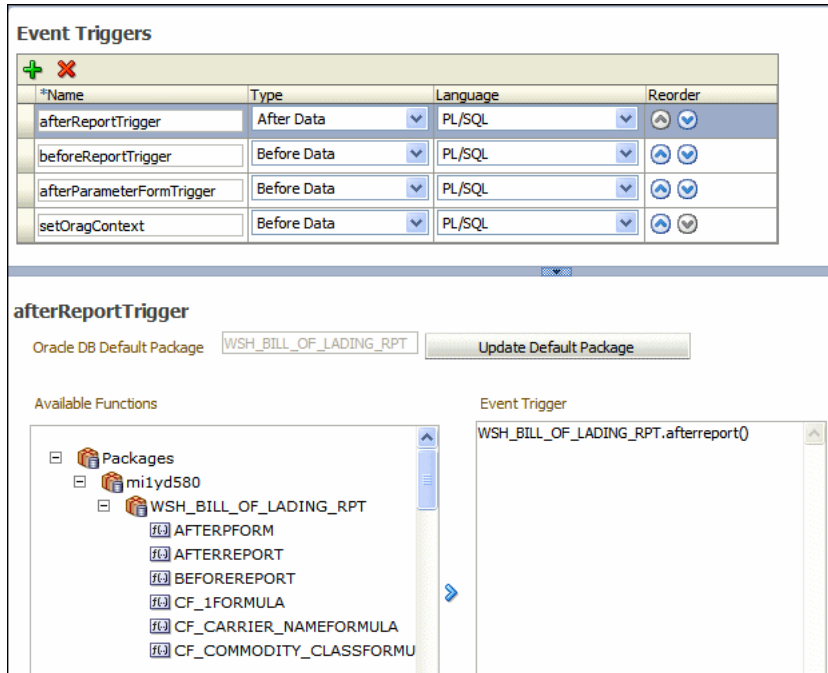 Event Triggers
*Name Type Language Reorder
afterReportTrigger After Data PL/SQL
beforeReportTrigger Before Data PL/SQL
afterParameterFormTrigger Before Data PL/SQL
setOragContext Before Data PL/SQL
afterReportTrigger
Oracle DB Default Package WSH_BILL_OF_LADING_RPT Update Default Package
Available Functions Event Trigger
WSH_BILL_OF_LADING_RPT.afterreport()
Packages
mi1yd580
WSH_BILL_OF_LADING_RPT
f(.) AFTERPFORM
f(.) AFTERREPORT
f(.) BEFOREREPORT
f(.) CF_1FORMULA
f(.) CF_CARRIER_NAMEFORMULA
f(.) CF_COMMODITY_CLASSFORMU